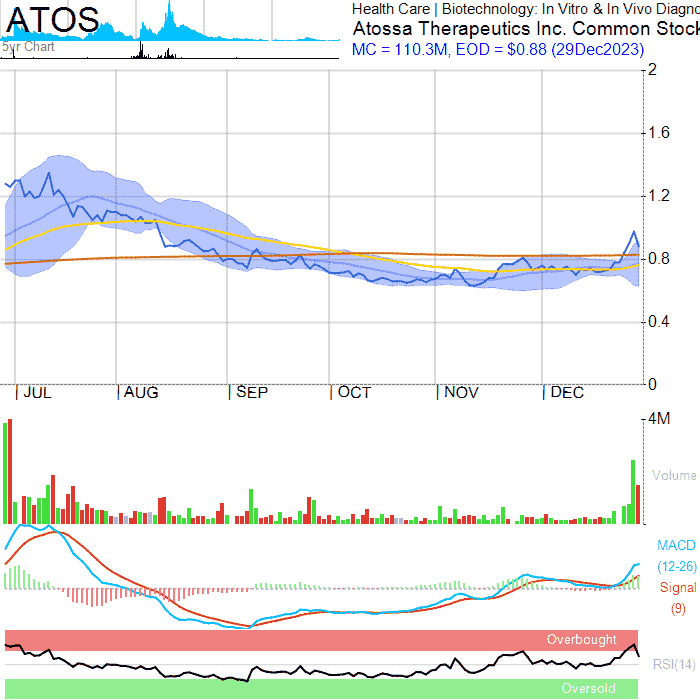 ATOS
5yr Chart
Health Care | Biotechnology: In Vitro & In Vivo Diagno
Atossa Therapeutics Inc. Common Stock
MC = 110.3M, EOD = $0.88 (29Dec2023)
2
1.6
1.2
0.8
0.4
0
JUL AUG SEP OCT NOV DEC
4M
Volume
MACD
(12-26)
Signal
(9)
Overbought
RSI(14)
Oversold